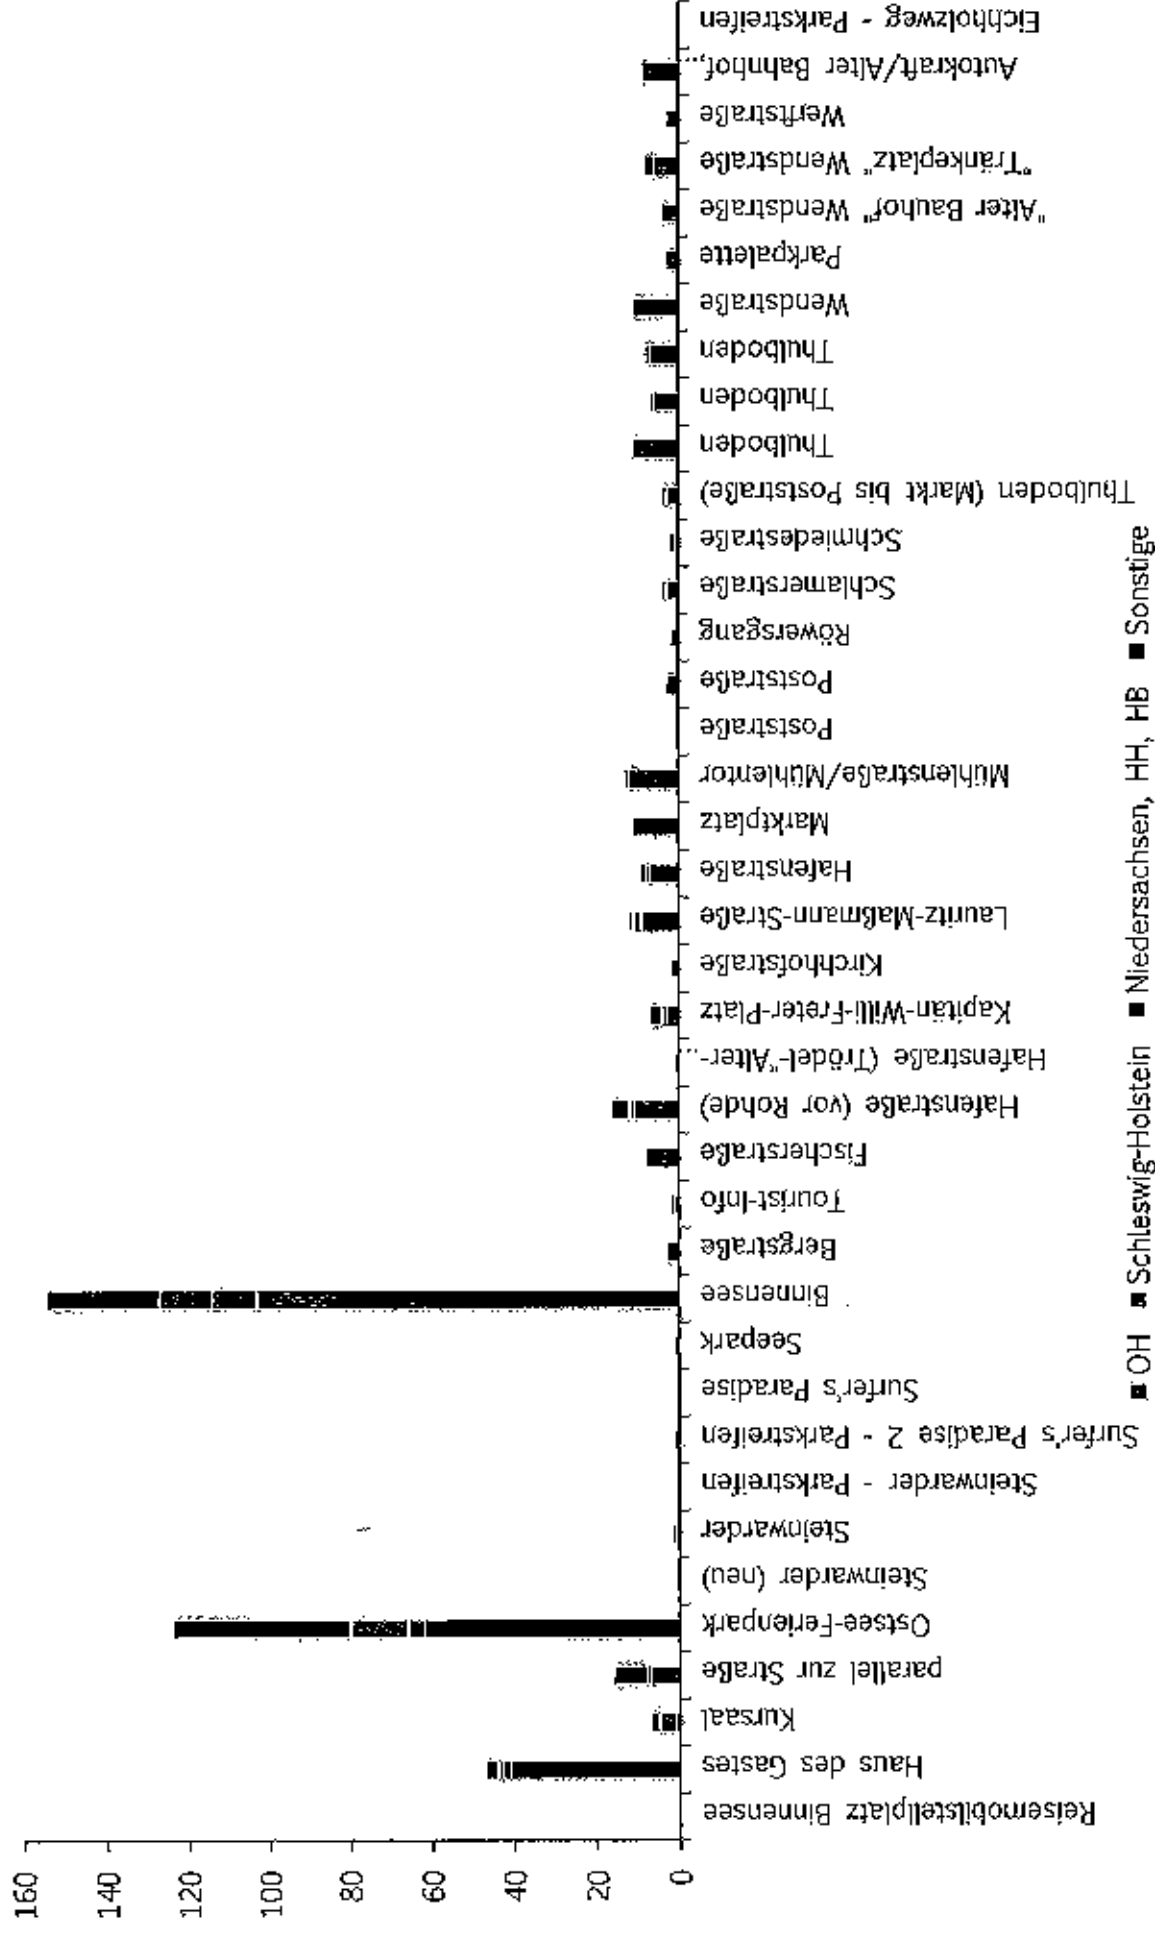 160
140
120
100
80
60
40
20
0
Reisemobilstellplatz Binnensee
Haus des Gastes
Kursaal
parallel zur Straße
Ostsee-Ferienpark
Steinwarder (neu)
Steinwarder
Steinwarder - Parkstreifen
Surfer's Paradise 2 - Parkstreifen
Surfer's Paradise
Seepark
Binnensee
Bergstraße
Tourist-Info
Fischerstraße
Hafenstraße (vor Rohde)
Hafenstraße (Trödel-"Alter-...
Kapitän-Willi-Freter-Platz
Kirchhofstraße
Lauritz-Maßmann-Straße
Hafenstraße
Marktplatz
Mühlenstraße/Mühlentor
Poststraße
Poststraße
Röwersgang
Schlamerstraße
Schmiedestraße
Thulboden (Markt bis Poststraße)
Thulboden
Thulboden
Thulboden
Wendstraße
Parkpalette
"Alter Bauhof" Wendstraße
"Tränkeplatz" Wendstraße
Werftstraße
Autokraft/Alter Bahnhof,...
Eichholzweg - Parkstreifen
OH Schleswig-Holstein Niedersachsen, HH, HB Sonstige